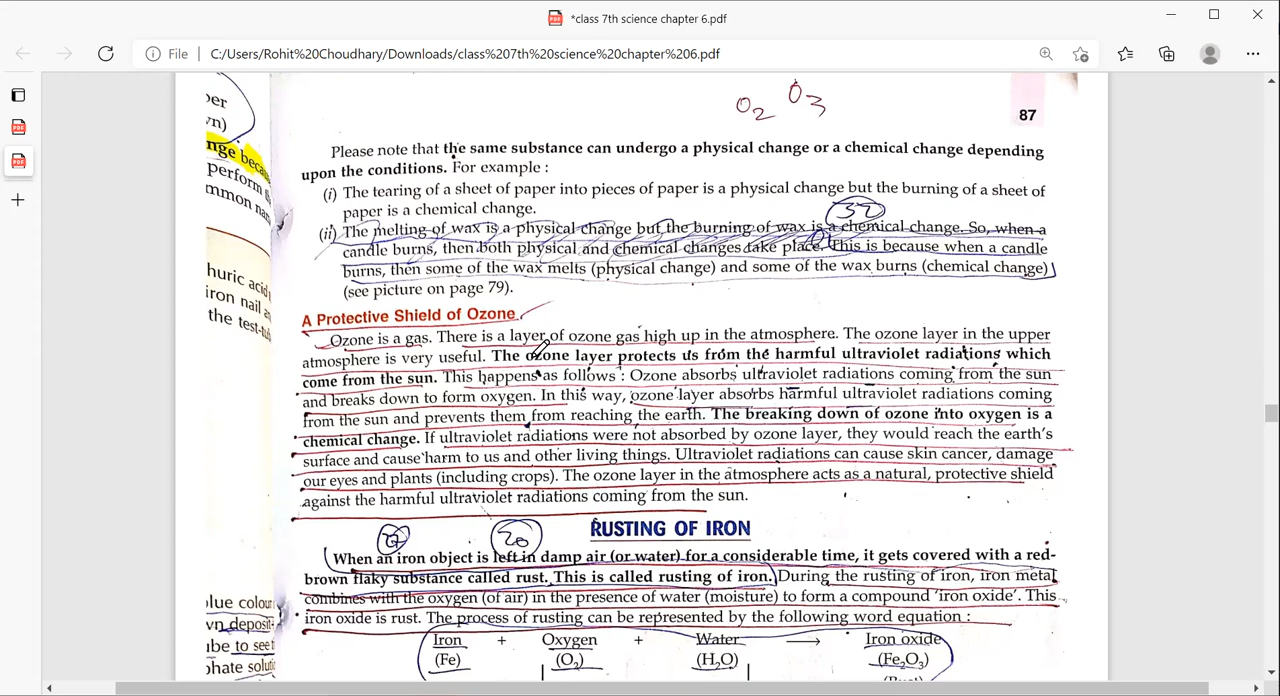 *class 7th science chapter 6.pdf
File | C:/Users/Rohit%20Choudhary/Downloads/class%207th%20science%20chapter%206.pdf
O2 O3
87
Please note that the same substance can undergo a physical change or a chemical change depending
upon the conditions. For example :
(i) The tearing of a sheet of paper into pieces of paper is a physical change but the burning of a sheet of
paper is a chemical change.
(ii) The melting of wax is a physical change but the burning of wax is a chemical change. So, when a
candle burns, then both physical and chemical changes take place. This is because when a candle
burns, then some of the wax melts (physical change) and some of the wax burns (chemical change)
(see picture on page 79).
A Protective Shield of Ozone
Ozone is a gas. There is a layer of ozone gas high up in the atmosphere. The ozone layer in the upper
atmosphere is very useful. The ozone layer protects us from the harmful ultraviolet radiations which
come from the sun. This happens as follows : Ozone absorbs ultraviolet radiations coming from the sun
and breaks down to form oxygen. In this way, ozone layer absorbs harmful ultraviolet radiations coming
from the sun and prevents them from reaching the earth. The breaking down of ozone into oxygen is a
chemical change. If ultraviolet radiations were not absorbed by ozone layer, they would reach the earth's
surface and cause harm to us and other living things. Ultraviolet radiations can cause skin cancer, damage
our eyes and plants (including crops). The ozone layer in the atmosphere acts as a natural, protective shield
against the harmful ultraviolet radiations coming from the sun.
RUSTING OF IRON
20
When an iron object is left in damp air (or water) for a considerable time, it gets covered with a red-
brown flaky substance called rust. This is called rusting of iron. During the rusting of iron, iron metal
combines with the oxygen (of air) in the presence of water (moisture) to form a compound 'iron oxide'. This
iron oxide is rust. The process of rusting can be represented by the following word equation :
Iron + Oxygen + Water → Iron oxide
(Fe) (O2) (H2O) (Fe2O3)
perform
huric acid
iron nail
the test-tu
blue colour
wn deposit
ube to see t
phate solut